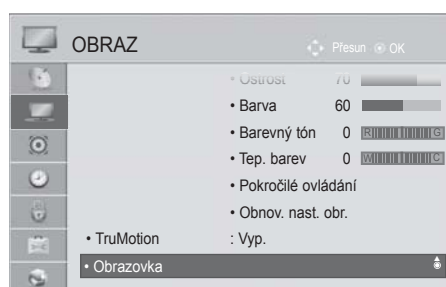 OBRAZ
Přesun OK
• Ostrost 70
• Barva 60
• Barevný tón 0 R G
• Tep. barev 0 W C
• Pokročilé ovládání
• Obnov. nast. obr.
• TruMotion : Vyp.
• Obrazovka